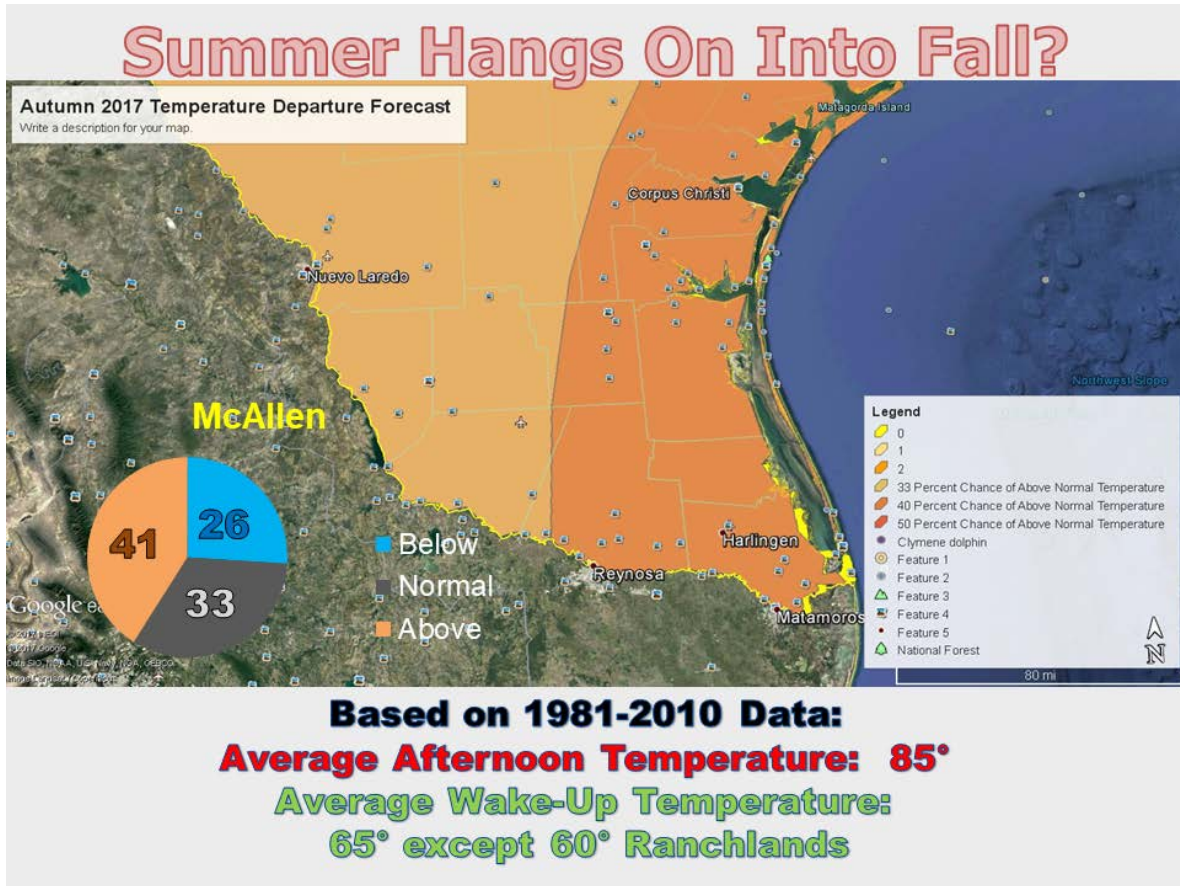 Summer Hangs On Into Fall?
Autumn 2017 Temperature Departure Forecast
Write a description for your map.
Matagorda Island
Corpus Christi
Nuevo Laredo
Northwest Slope
McAllen
41
26
33
Below
Normal
Above
Harlingen
Reynosa
Matamoros
Legend
0
1
2
33 Percent Chance of Above Normal Temperature
40 Percent Chance of Above Normal Temperature
50 Percent Chance of Above Normal Temperature
Clymene dolphin
Feature 1
Feature 2
Feature 3
Feature 4
Feature 5
National Forest
N
80 mi
Google
Based on 1981-2010 Data:
Average Afternoon Temperature: 85°
Average Wake-Up Temperature:
65° except 60° Ranchlands